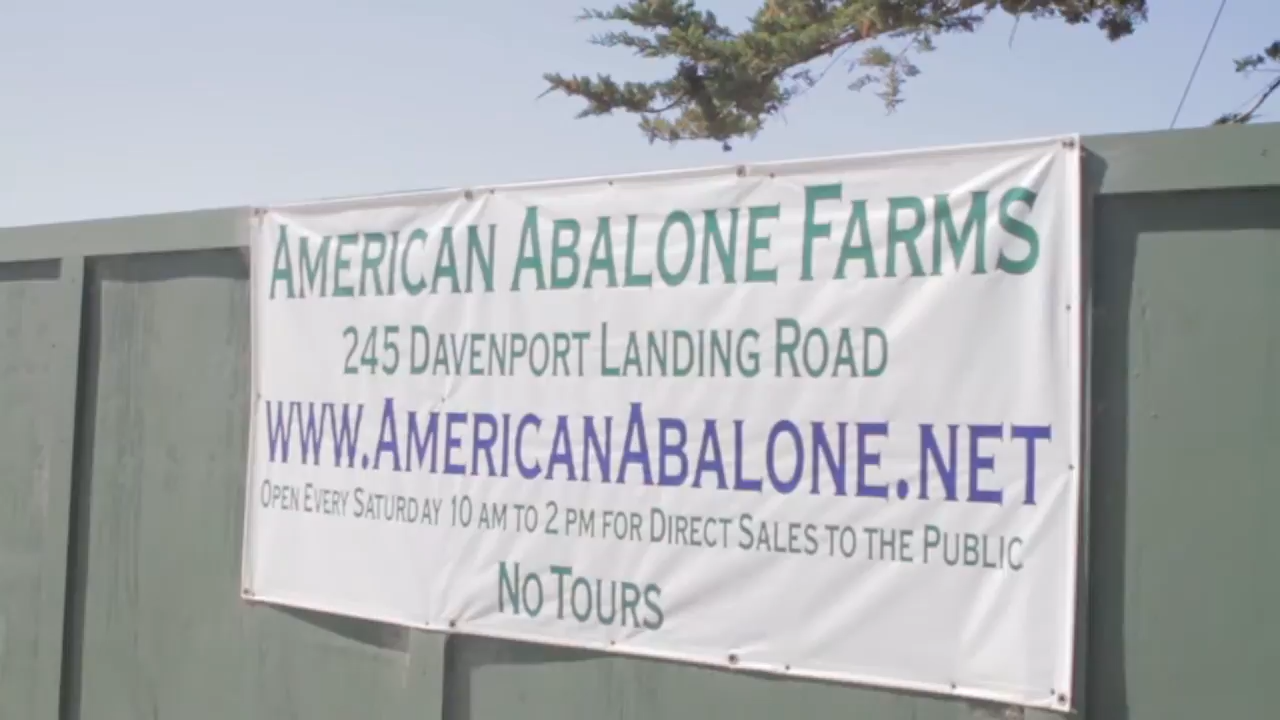 American Abalone Farms
245 Davenport Landing Road
www.AmericanAbalone.net
Open Every Saturday 10 am to 2 pm for Direct Sales to the Public
No Tours